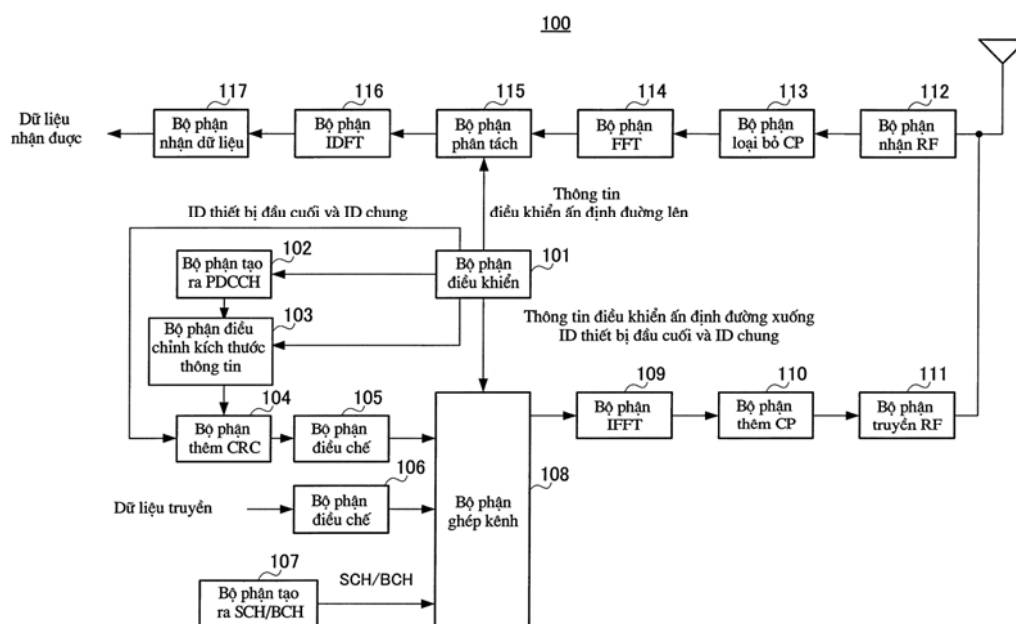 100
117
116
115
114
113
112
Dữ liệu
nhận được
Bộ phận
nhận dữ liệu
Bộ phận
IDFT
Bộ phận
phân tách
Bộ phận
FFT
Bộ phận
loại bỏ CP
Bộ phận
nhận RF
Thông tin
điều khiển ấn định đường lên
ID thiết bị đầu cuối và ID chung
102
Bộ phận tạo
ra PDCCH
Bộ phận
điều khiển
101
103
Bộ phận điều
chỉnh kích thước
thông tin
Thông tin điều khiển ấn định đường xuống
ID thiết bị đầu cuối và ID chung
104
105
109
110
111
Bộ phận
thêm CRC
Bộ phận
điều chế
Bộ phận
IFFT
Bộ phận
thêm CP
Bộ phận
truyền RF
106
108
Dữ liệu truyền
Bộ phận
điều chế
Bộ phận
ghép kênh
107
SCH/BCH
Bộ phận tạo
ra SCH/BCH